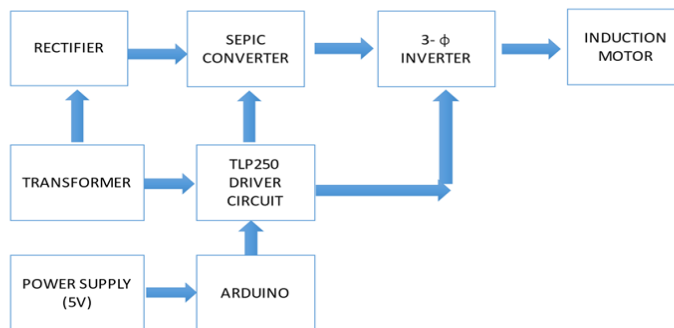 RECTIFIER
SEPIC
CONVERTER
3- ф
INVERTER
INDUCTION
MOTOR
TRANSFORMER
TLP250
DRIVER
CIRCUIT
POWER SUPPLY
(5V)
ARDUINO